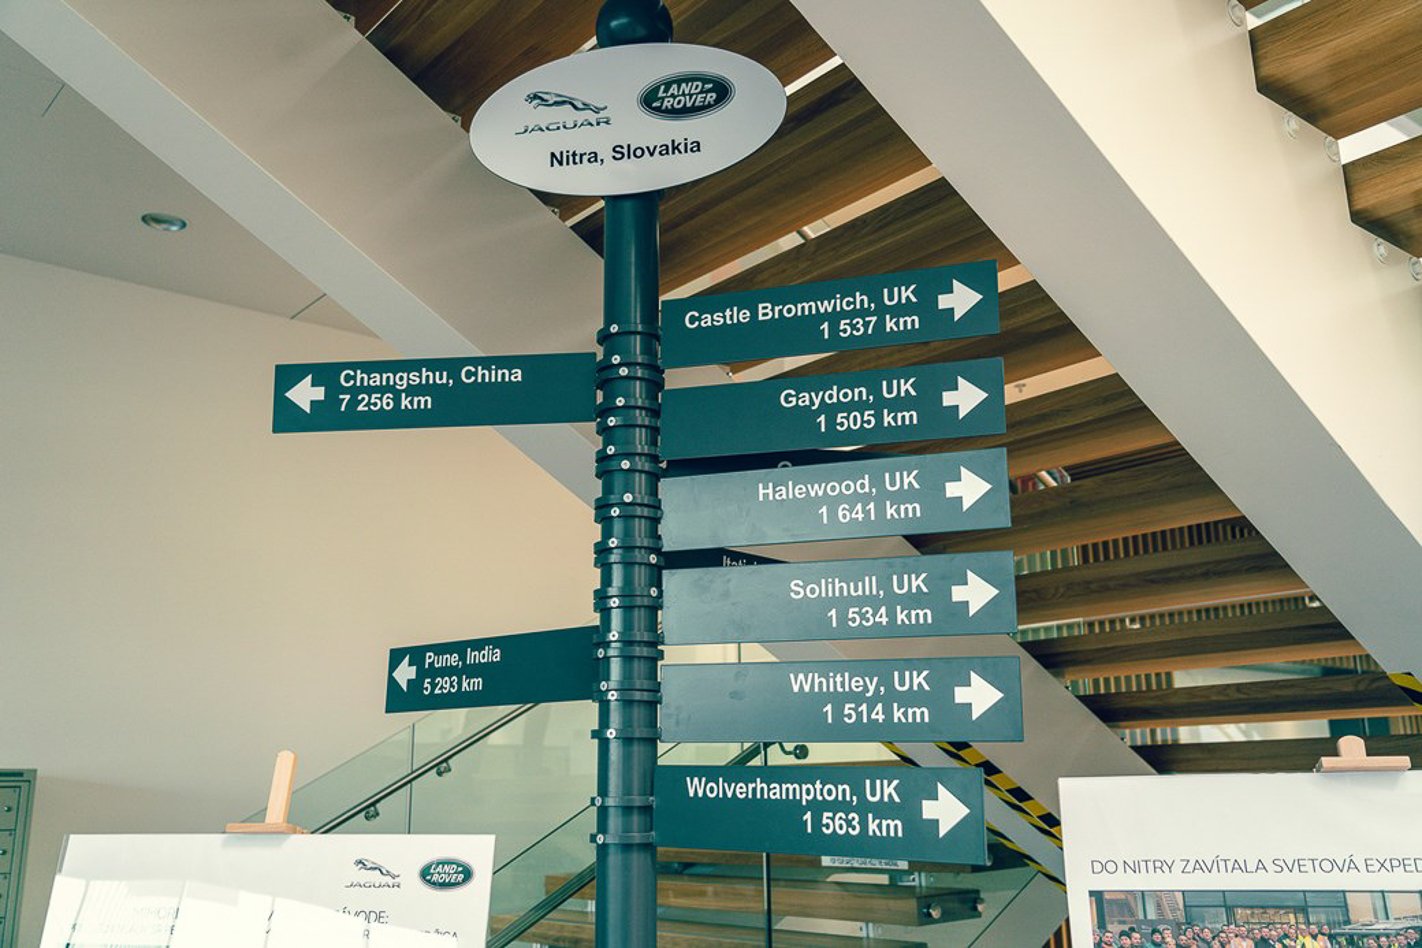 JAGUAR
LAND
ROVER
Nitra, Slovakia
Castle Bromwich, UK
1 537 km
Changshu, China
7 256 km
Gaydon, UK
1 505 km
Halewood, UK
1 641 km
Solihull, UK
1 534 km
Pune, India
5 293 km
Whitley, UK
1 514 km
Wolverhampton, UK
1 563 km
JAGUAR
LAND
ROVER
DO NITRY ZAVÍTALA SVETOVÁ